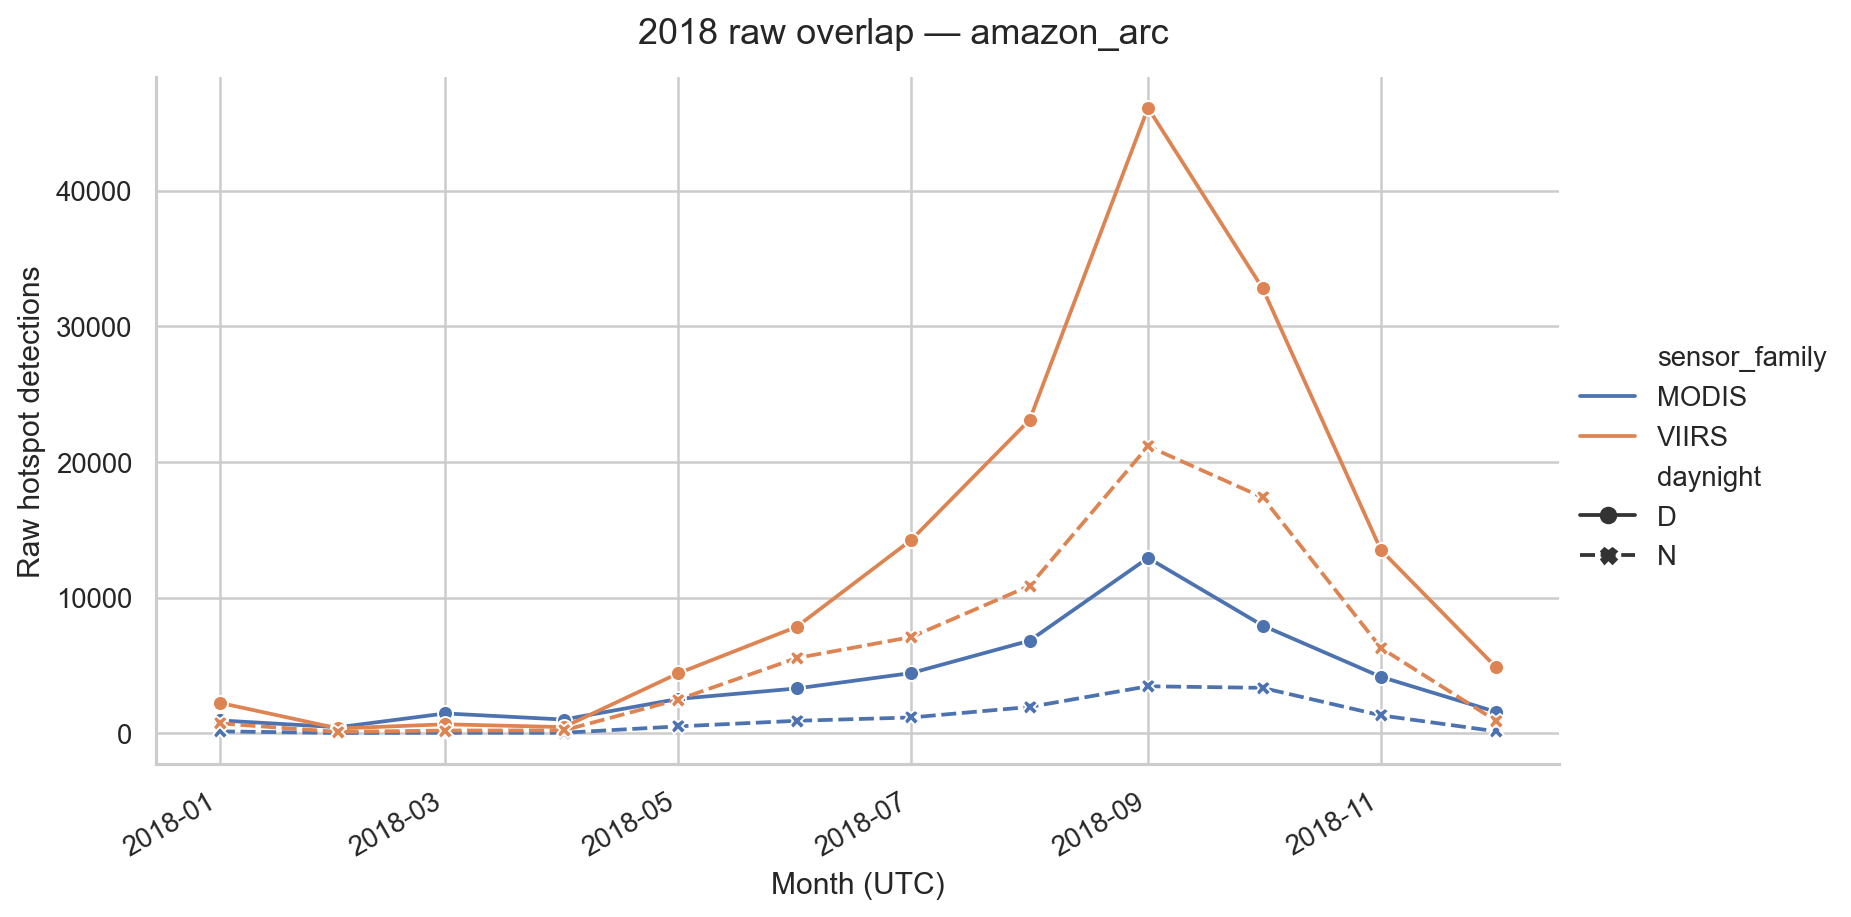 2018 raw overlap — amazon_arc
Raw hotspot detections
40000
30000
20000
10000
0
2018-01
2018-03
2018-05
2018-07
2018-09
2018-11
Month (UTC)
sensor_family
MODIS
VIIRS
daynight
D
N